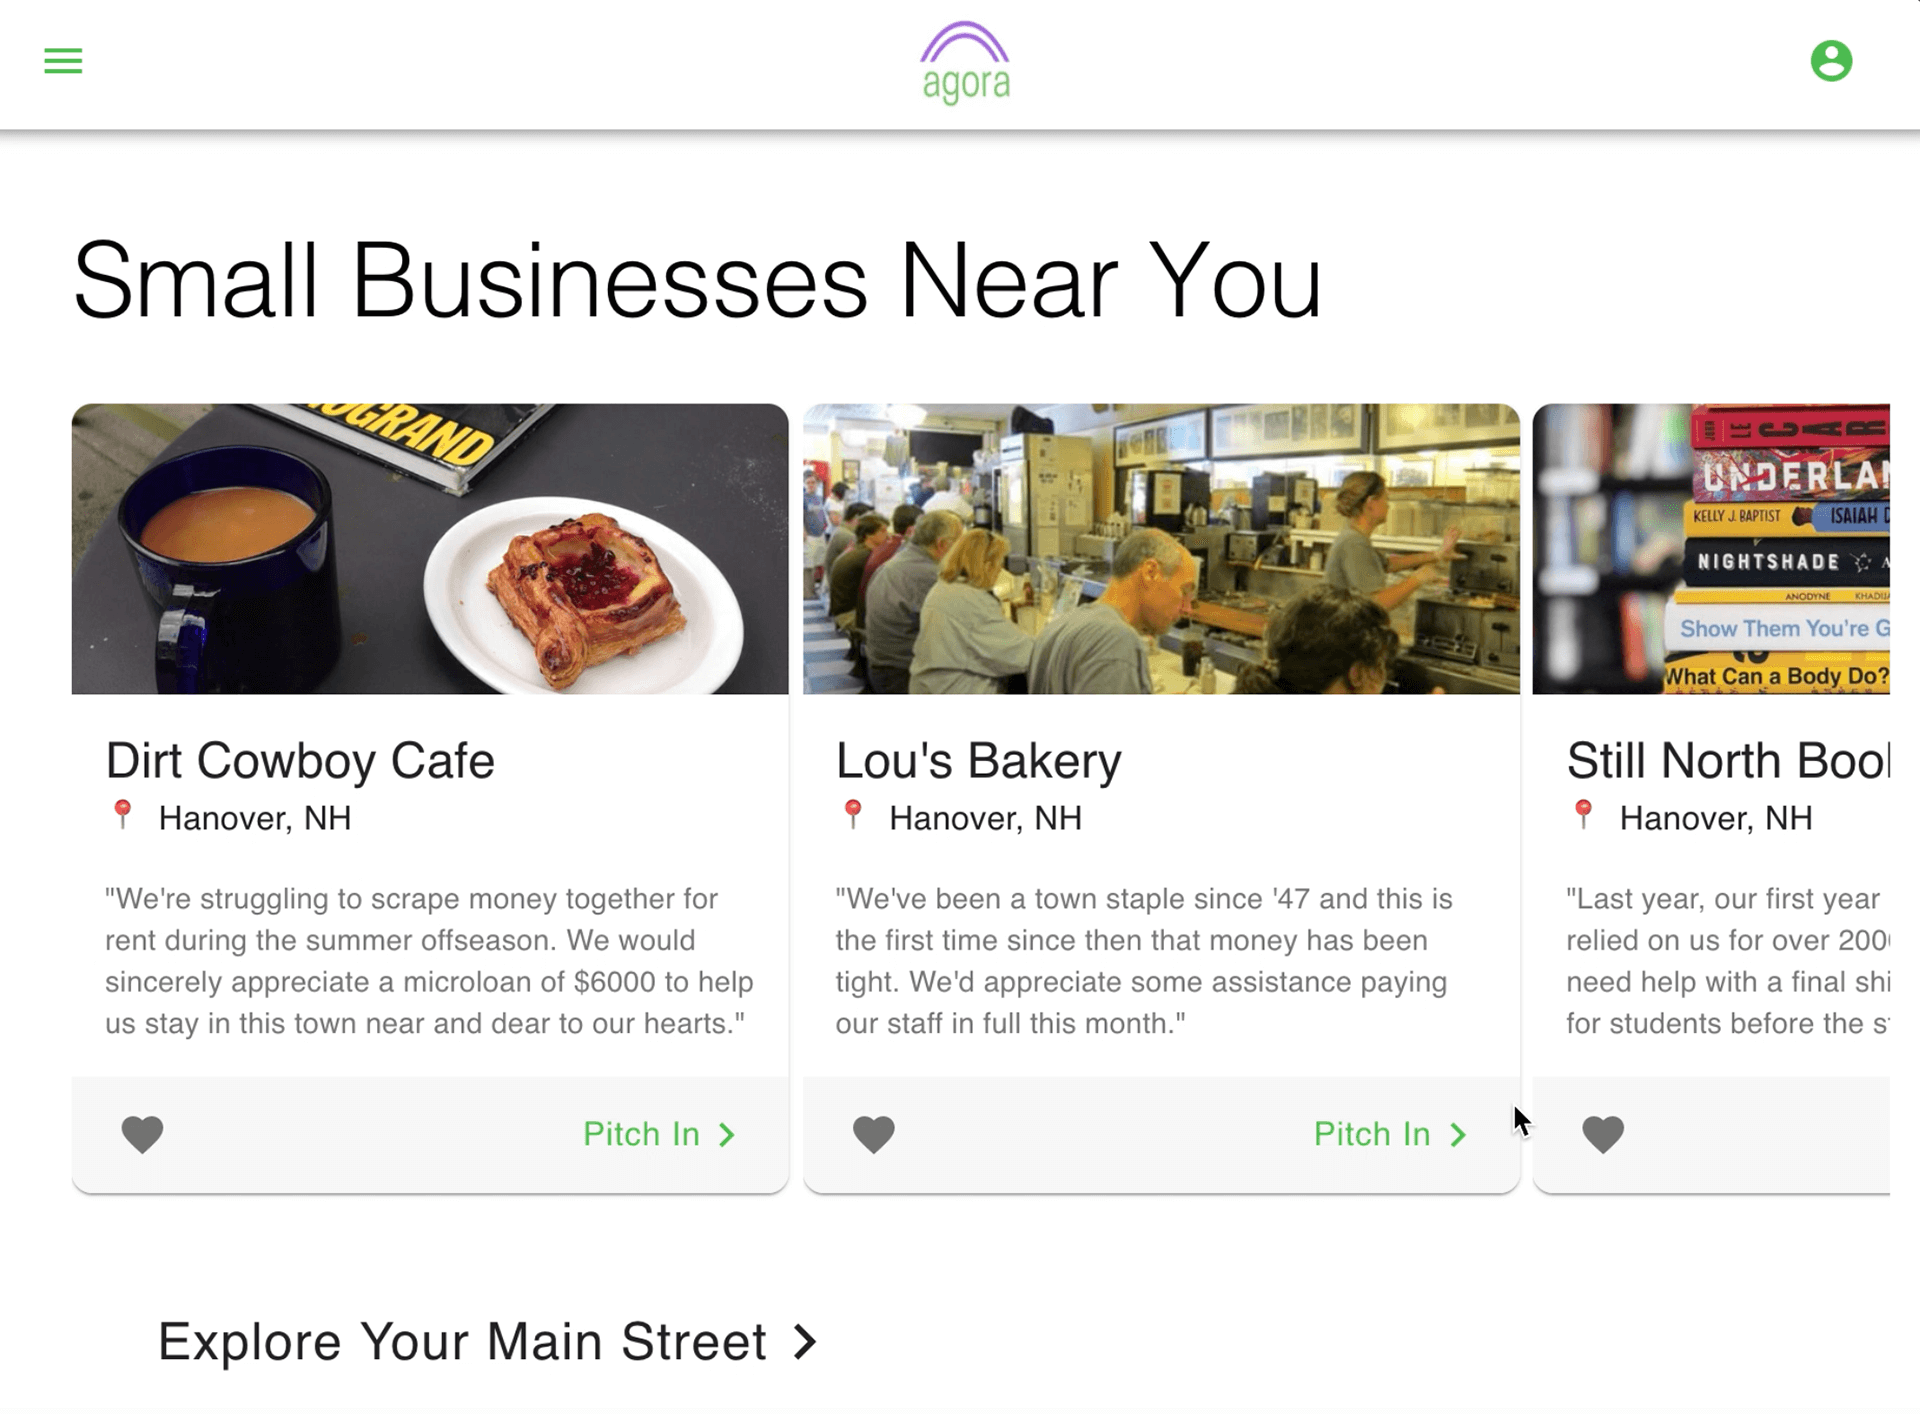 agora
Small Businesses Near You
OGRAND
UNDERLAN
KELLY J. BAPTIST ISAIAH D
NIGHTSHADE
ANODYNE KHADIJA
Show Them You're G
What Can a Body Do?
Dirt Cowboy Cafe
Hanover, NH
"We're struggling to scrape money together for
rent during the summer offseason. We would
sincerely appreciate a microloan of $6000 to help
us stay in this town near and dear to our hearts."
Pitch In
Lou's Bakery
Hanover, NH
"We've been a town staple since '47 and this is
the first time since then that money has been
tight. We'd appreciate some assistance paying
our staff in full this month."
Pitch In
Still North Boo
Hanover, NH
"Last year, our first year
relied on us for over 200
need help with a final shi
for students before the s
Explore Your Main Street